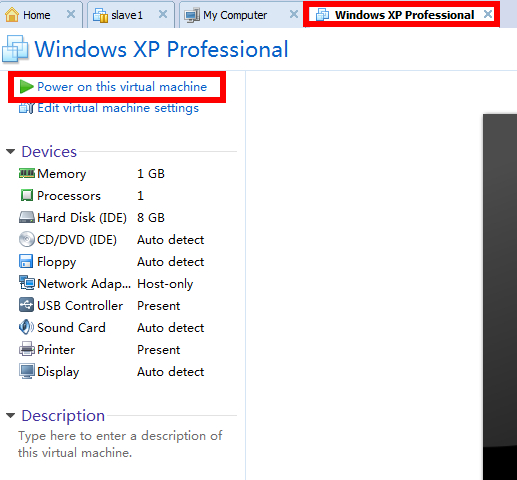 Home
slave1
My Computer
Windows XP Professional
Windows XP Professional
Power on this virtual machine
Edit virtual machine settings
Devices
Memory 1 GB
Processors 1
Hard Disk (IDE) 8 GB
CD/DVD (IDE) Auto detect
Floppy Auto detect
Network Adap... Host-only
USB Controller Present
Sound Card Auto detect
Printer Present
Display Auto detect
Description
Type here to enter a description of
this virtual machine.